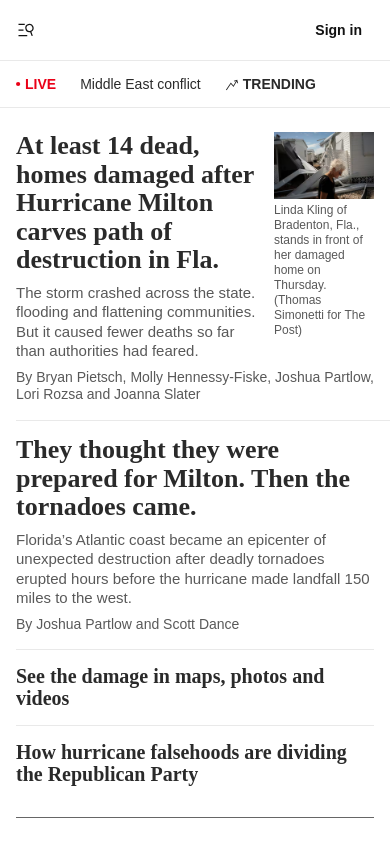 Sign in
LIVE
Middle East conflict
TRENDING
At least 14 dead,
homes damaged after
Hurricane Milton
carves path of
destruction in Fla.
The storm crashed across the state.
flooding and flattening communities.
But it caused fewer deaths so far
than authorities had feared.
Linda Kling of
Bradenton, Fla.,
stands in front of
her damaged
home on
Thursday.
(Thomas
Simonetti for The
Post)
By Bryan Pietsch, Molly Hennessy-Fiske, Joshua Partlow,
Lori Rozsa and Joanna Slater
They thought they were
prepared for Milton. Then the
tornadoes came.
Florida’s Atlantic coast became an epicenter of
unexpected destruction after deadly tornadoes
erupted hours before the hurricane made landfall 150
miles to the west.
By Joshua Partlow and Scott Dance
See the damage in maps, photos and
videos
How hurricane falsehoods are dividing
the Republican Party